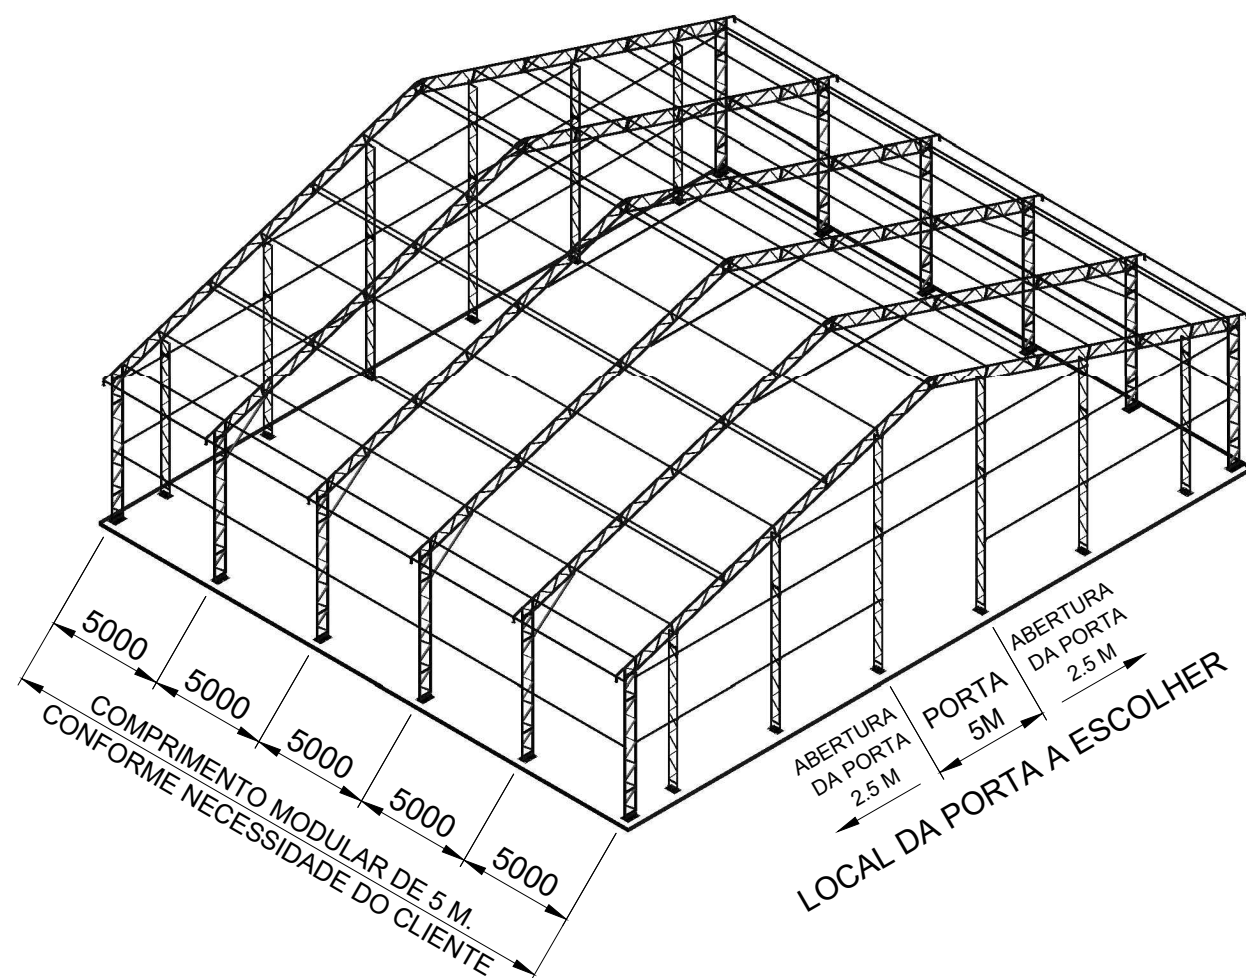 5000
5000
5000
5000
5000
COMPRIMENTO MODULAR DE 5 M.
CONFORME NECESSIDADE DO CLIENTE
ABERTURA
DA PORTA
2.5 M
PORTA
5M
ABERTURA
DA PORTA
2.5 M
LOCAL DA PORTA A ESCOLHER